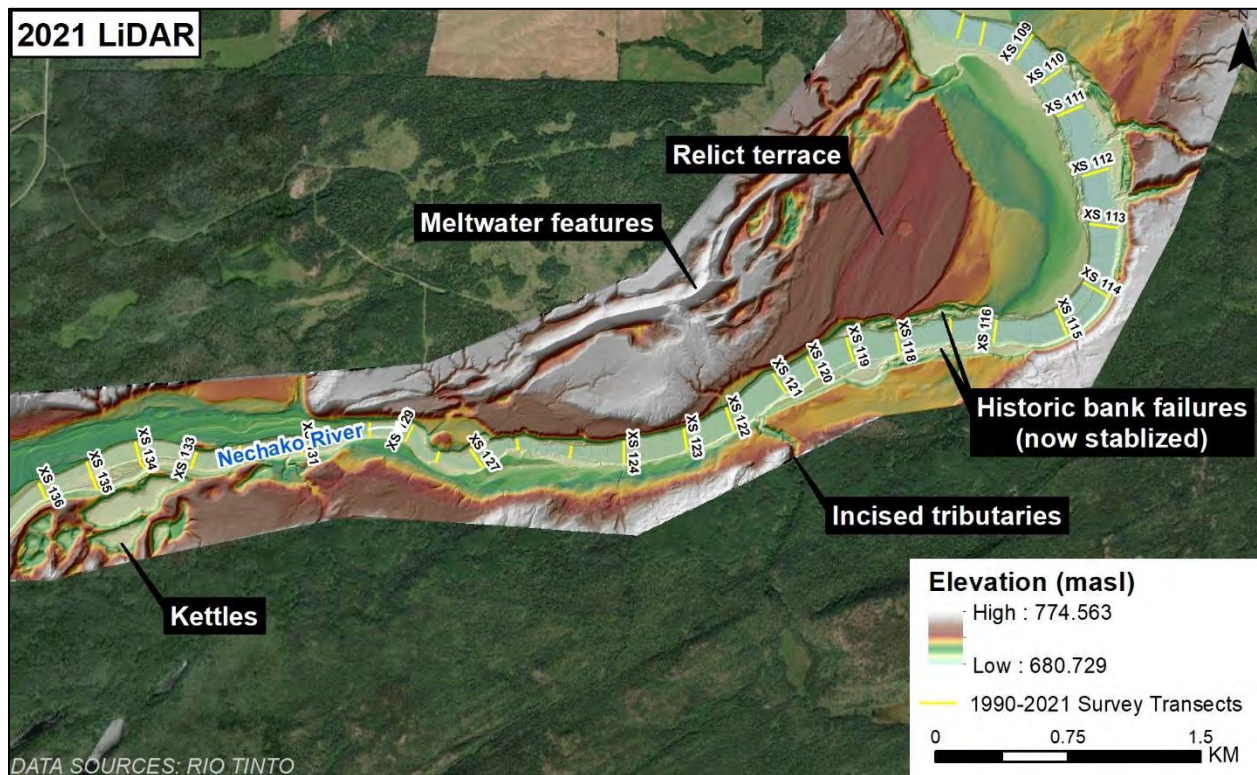 2021 LiDAR
N
XS 109
XS 110
XS 111
XS 112
XS 113
XS 114
XS 115
XS 116
XS 118
XS 119
XS 120
XS 121
XS 122
XS 123
XS 124
XS 127
XS 129
XS 133
XS 134
XS 135
XS 136
Relict terrace
Meltwater features
Nechako River
Historic bank failures
(now stablized)
Incised tributaries
Kettles
Elevation (masl)
High : 774.563
Low : 680.729
1990-2021 Survey Transects
0 0.75 1.5
KM
DATA SOURCES: RIO TINTO